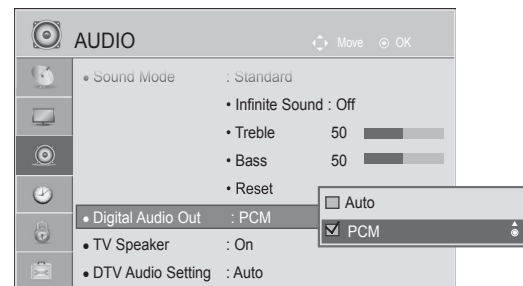 AUDIO Move OK
• Sound Mode : Standard
• Infinite Sound : Off
• Treble 50
• Bass 50
• Reset
• Digital Audio Out : PCM
• TV Speaker : On
• DTV Audio Setting : Auto
Auto
PCM